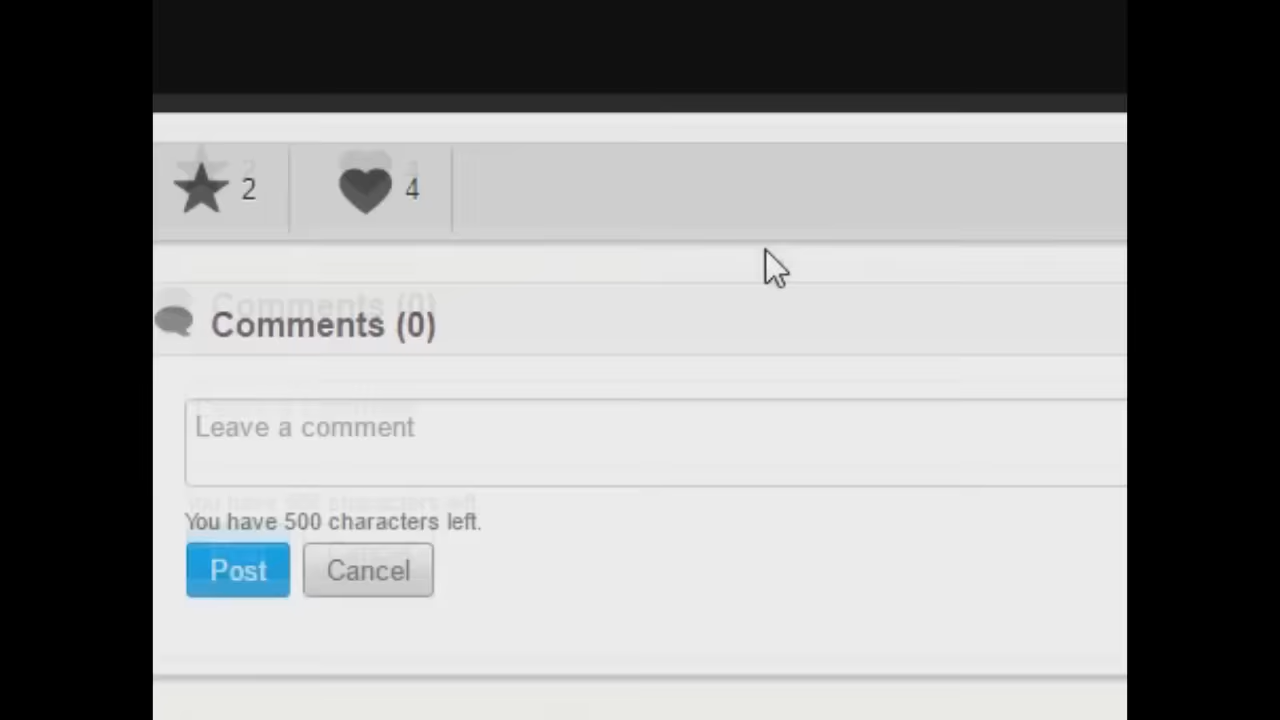 2 4
Comments (0)
Leave a comment
You have 500 characters left.
Post Cancel